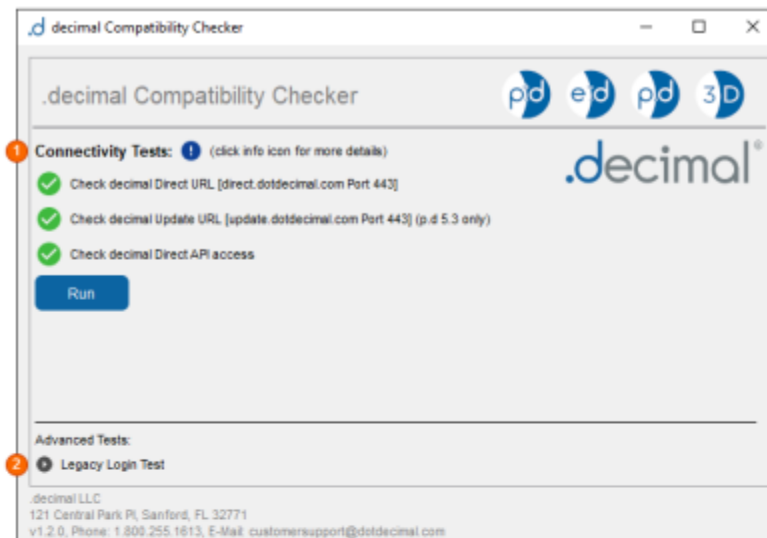 .d decimal Compatibility Checker
.decimal Compatibility Checker
p.d e.d p.d 3D
1 Connectivity Tests: ! (click info icon for more details)
.decimal®
Check decimal Direct URL [direct.dotdecimal.com Port 443]
Check decimal Update URL [update.dotdecimal.com Port 443] (p.d 5.3 only)
Check decimal Direct API access
Run
Advanced Tests:
2 Legacy Login Test
.decimal LLC
121 Central Park Pl, Sanford, FL 32771
v1.2.0, Phone: 1.800.255.1613, E-Mail: customersupport@dotdecimal.com